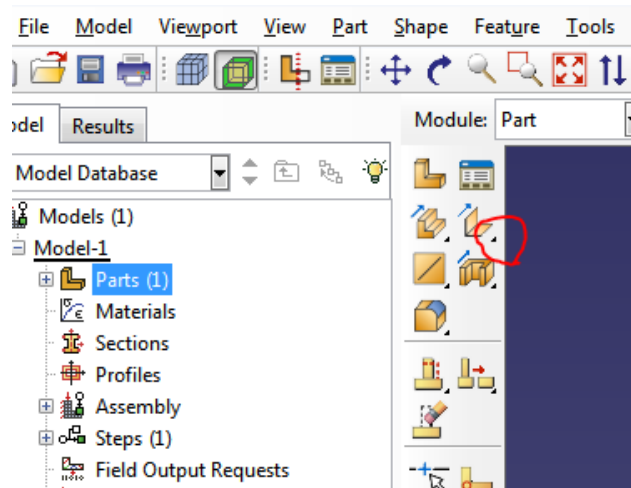 File Model Viewport View Part Shape Feature Tools
odel Results
Module: Part
Model Database
Models (1)
Model-1
Parts (1)
Materials
Sections
Profiles
Assembly
Steps (1)
Field Output Requests